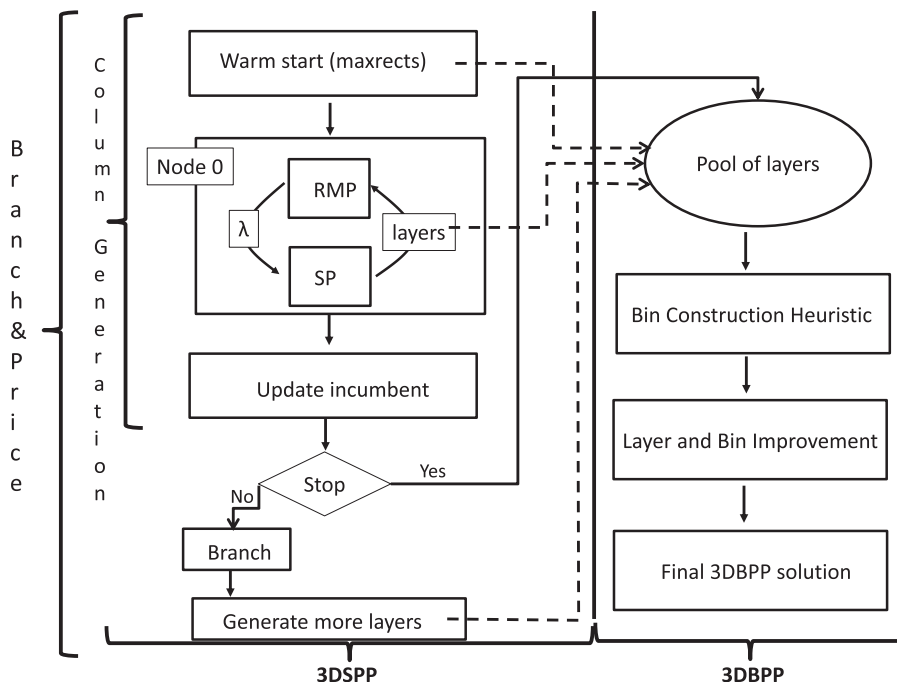 Branch&Price
Column Generation
Warm start (maxrects)
Node 0
RMP
λ
layers
SP
Update incumbent
Stop
Yes
No
Branch
Generate more layers
3DSPP
Pool of layers
Bin Construction Heuristic
Layer and Bin Improvement
Final 3DBPP solution
3DBPP